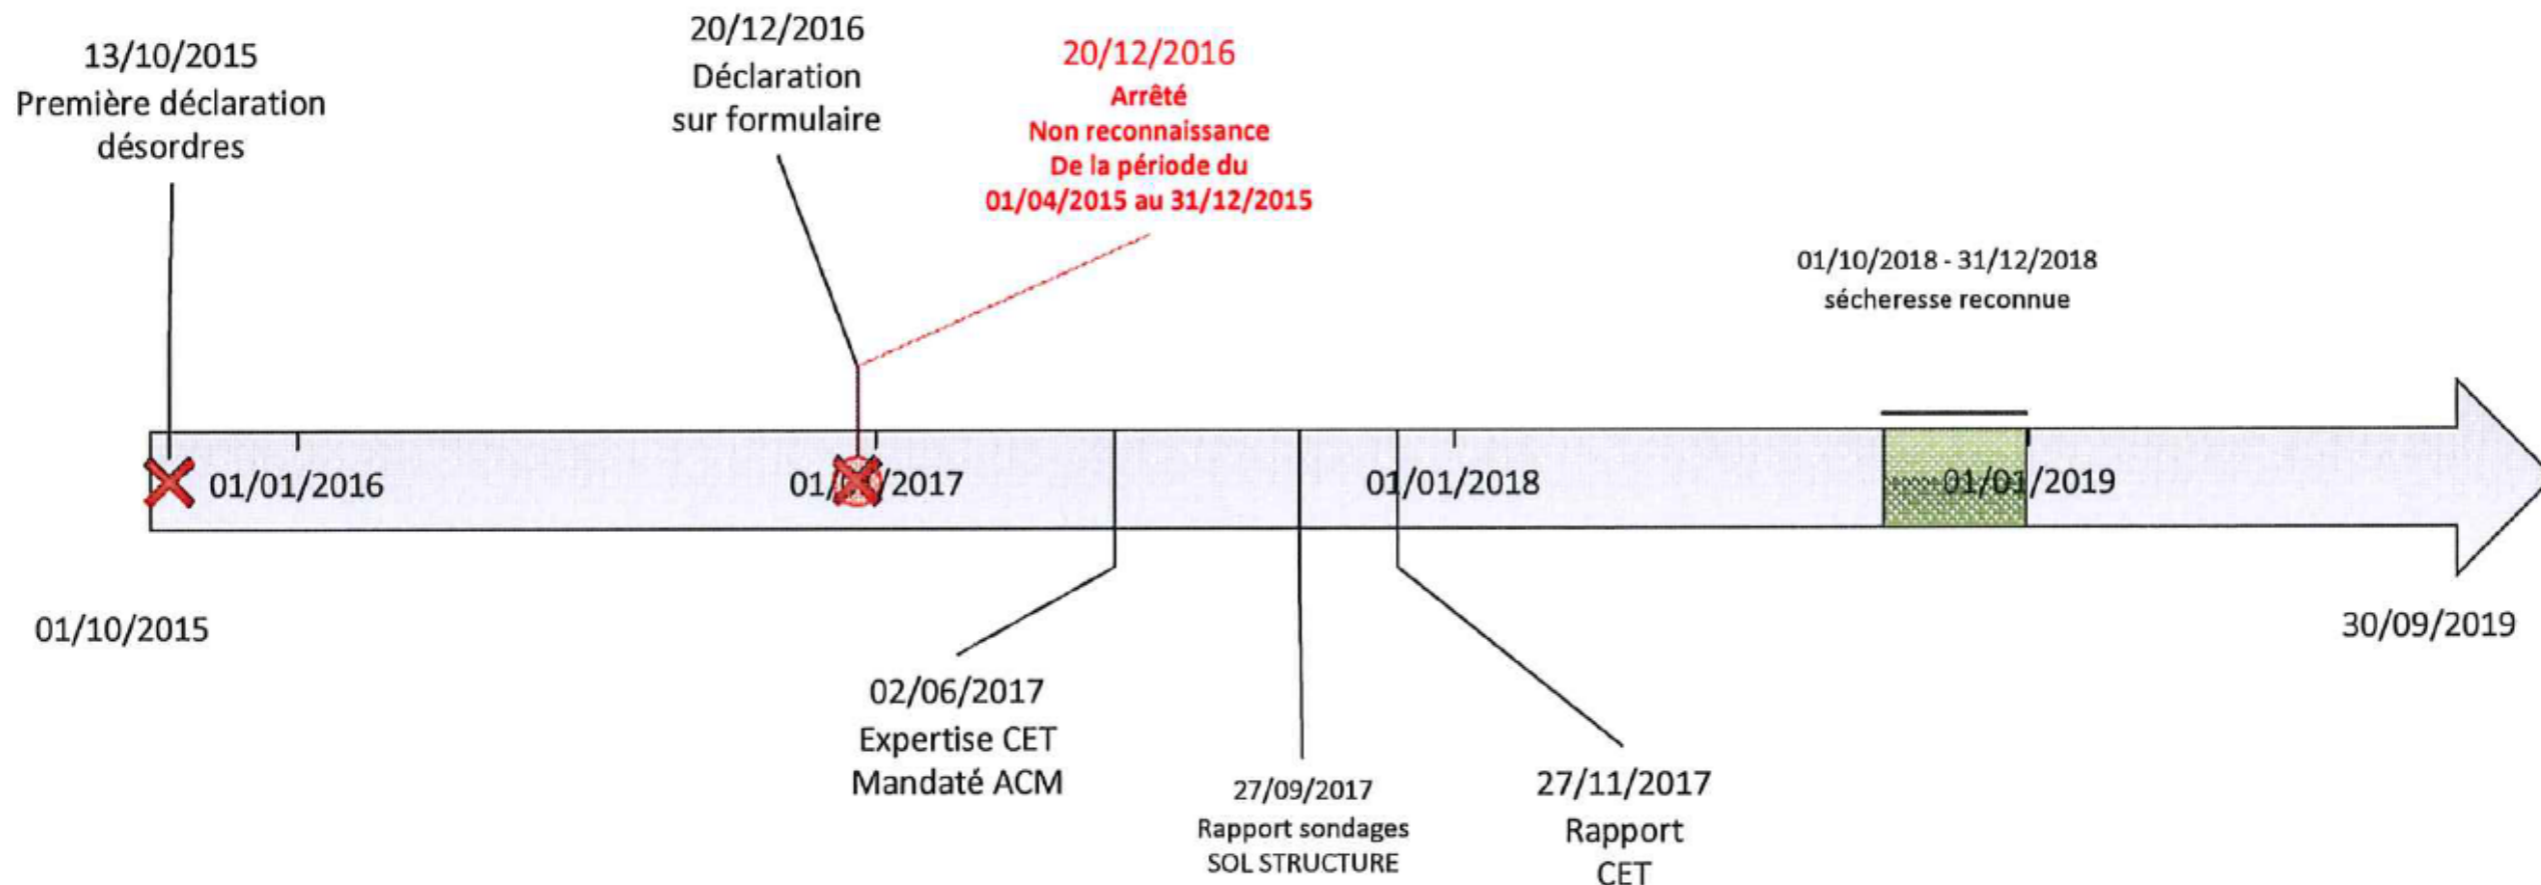 13/10/2015
Première déclaration
désordres
20/12/2016
Déclaration
sur formulaire
20/12/2016
Arrêté
Non reconnaissance
De la période du
01/04/2015 au 31/12/2015
01/10/2018 - 31/12/2018
sécheresse reconnue
01/01/2016
01/ /2017
01/01/2018
01/01/2019
01/10/2015
30/09/2019
02/06/2017
Expertise CET
Mandaté ACM
27/09/2017
Rapport sondages
SOL STRUCTURE
27/11/2017
Rapport
CET